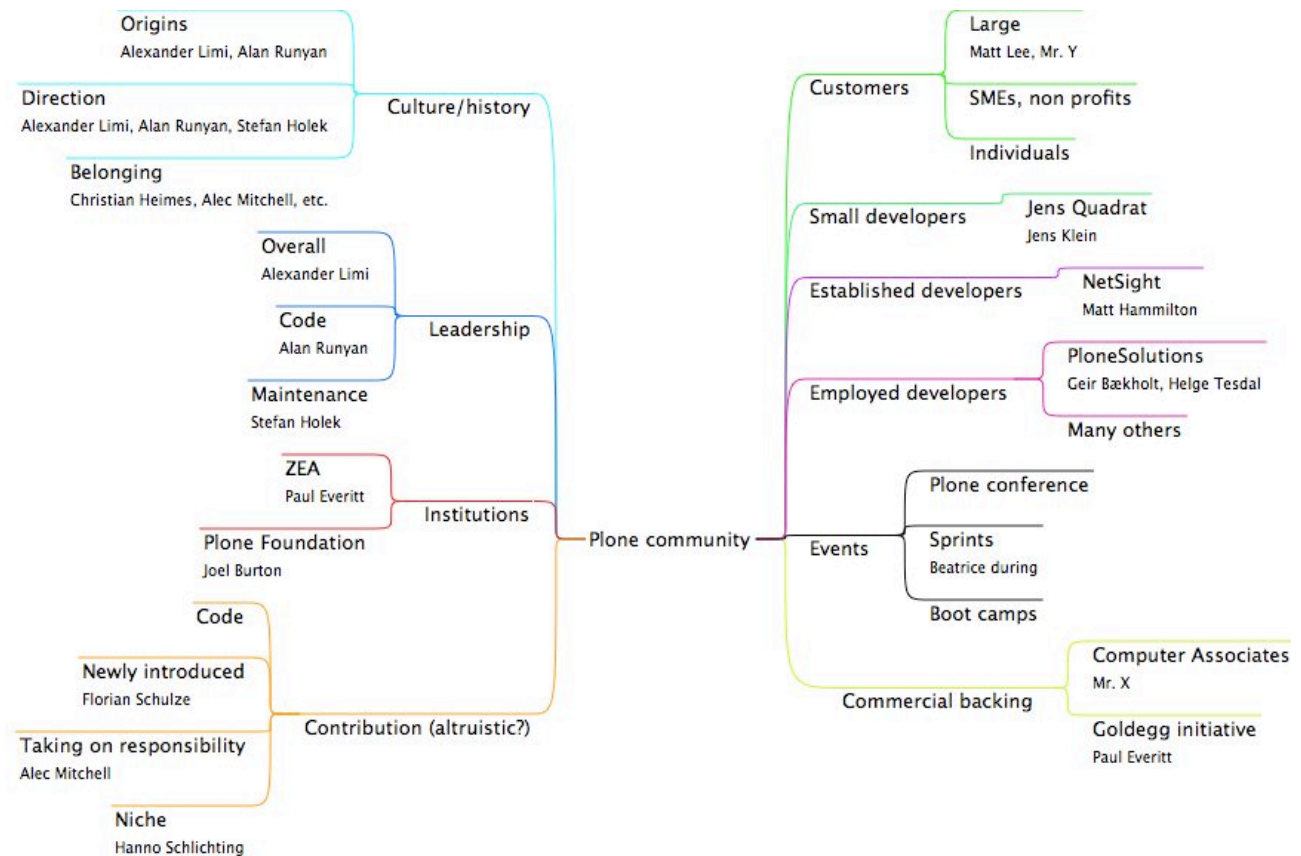 Origins
Alexander Limi, Alan Runyan
Direction
Alexander Limi, Alan Runyan, Stefan Holek
Belonging
Christian Heimes, Alec Mitchell, etc.
Culture/history
Overall
Alexander Limi
Code
Alan Runyan
Maintenance
Stefan Holek
Leadership
ZEA
Paul Everitt
Plone Foundation
Joel Burton
Institutions
Code
Newly introduced
Florian Schulze
Taking on responsibility
Alec Mitchell
Niche
Hanno Schlichting
Contribution (altruistic?)
Plone community
Customers
Large
Matt Lee, Mr. Y
SMEs, non profits
Individuals
Small developers
Jens Quadrat
Jens Klein
Established developers
NetSight
Matt Hammilton
Employed developers
PloneSolutions
Geir Bækholt, Helge Tesdal
Many others
Events
Plone conference
Sprints
Beatrice during
Boot camps
Commercial backing
Computer Associates
Mr. X
Goldegg initiative
Paul Everitt